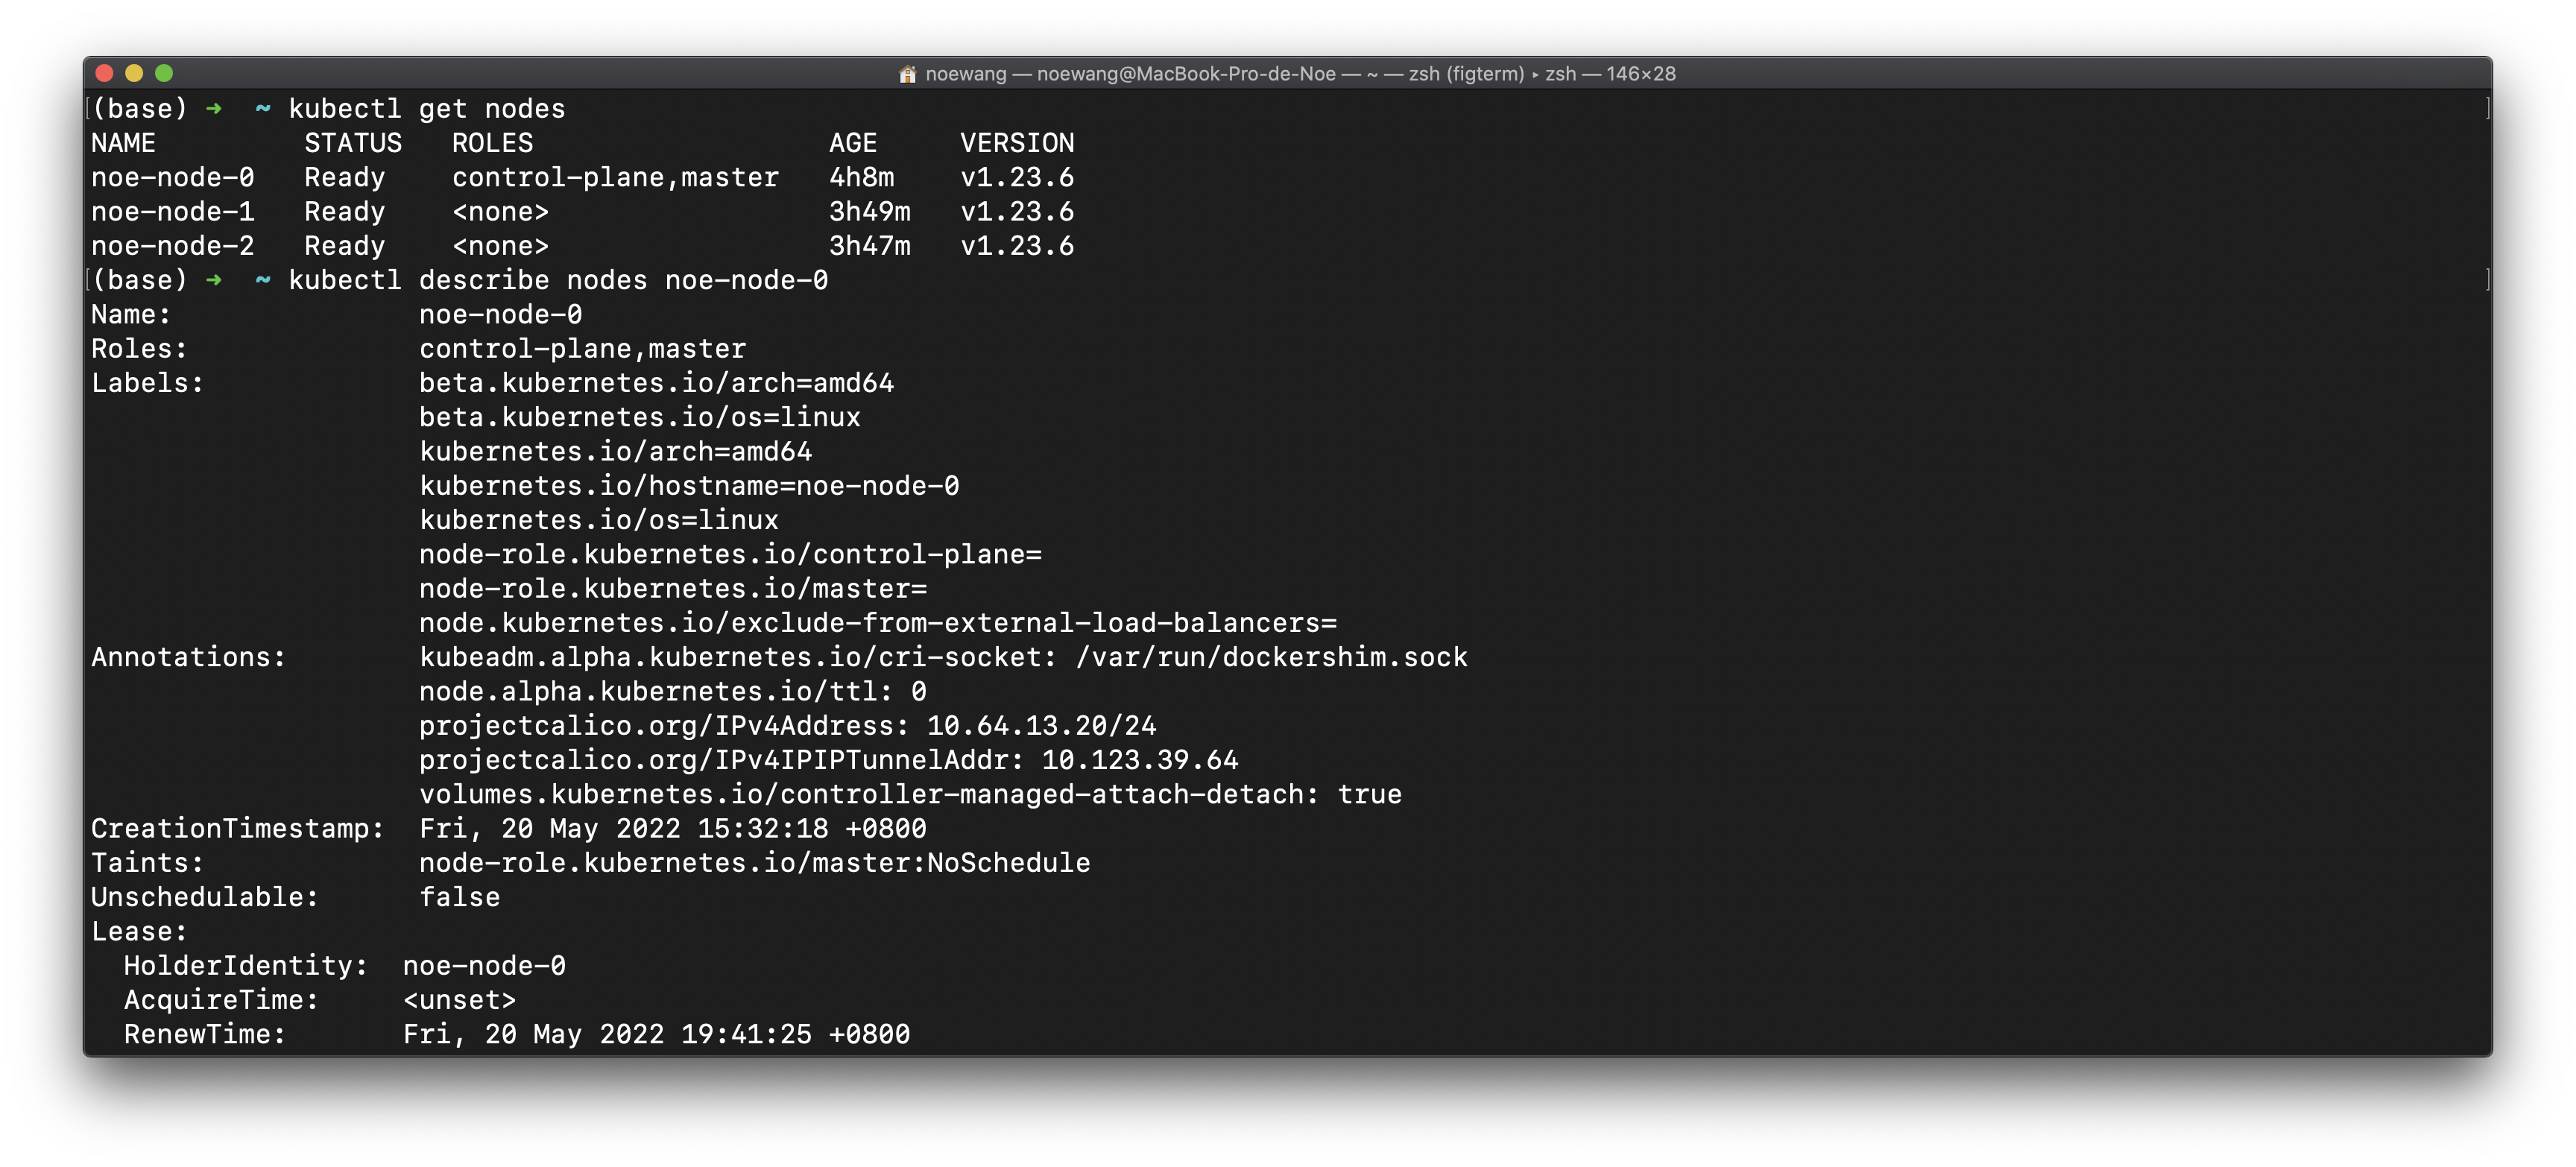 noewang — noewang@MacBook-Pro-de-Noe — ~ — zsh (figterm) ▸ zsh — 146×28
[(base) ➜  ~ kubectl get nodes ]
NAME         STATUS   ROLES                  AGE     VERSION
noe-node-0   Ready    control-plane,master   4h8m    v1.23.6
noe-node-1   Ready    <none>                 3h49m   v1.23.6
noe-node-2   Ready    <none>                 3h47m   v1.23.6
[(base) ➜  ~ kubectl describe nodes noe-node-0 ]
Name:               noe-node-0
Roles:              control-plane,master
Labels:             beta.kubernetes.io/arch=amd64
                    beta.kubernetes.io/os=linux
                    kubernetes.io/arch=amd64
                    kubernetes.io/hostname=noe-node-0
                    kubernetes.io/os=linux
                    node-role.kubernetes.io/control-plane=
                    node-role.kubernetes.io/master=
                    node.kubernetes.io/exclude-from-external-load-balancers=
Annotations:        kubeadm.alpha.kubernetes.io/cri-socket: /var/run/dockershim.sock
                    node.alpha.kubernetes.io/ttl: 0
                    projectcalico.org/IPv4Address: 10.64.13.20/24
                    projectcalico.org/IPv4IPIPTunnelAddr: 10.123.39.64
                    volumes.kubernetes.io/controller-managed-attach-detach: true
CreationTimestamp:  Fri, 20 May 2022 15:32:18 +0800
Taints:             node-role.kubernetes.io/master:NoSchedule
Unschedulable:      false
Lease:
  HolderIdentity:  noe-node-0
  AcquireTime:     <unset>
  RenewTime:       Fri, 20 May 2022 19:41:25 +0800